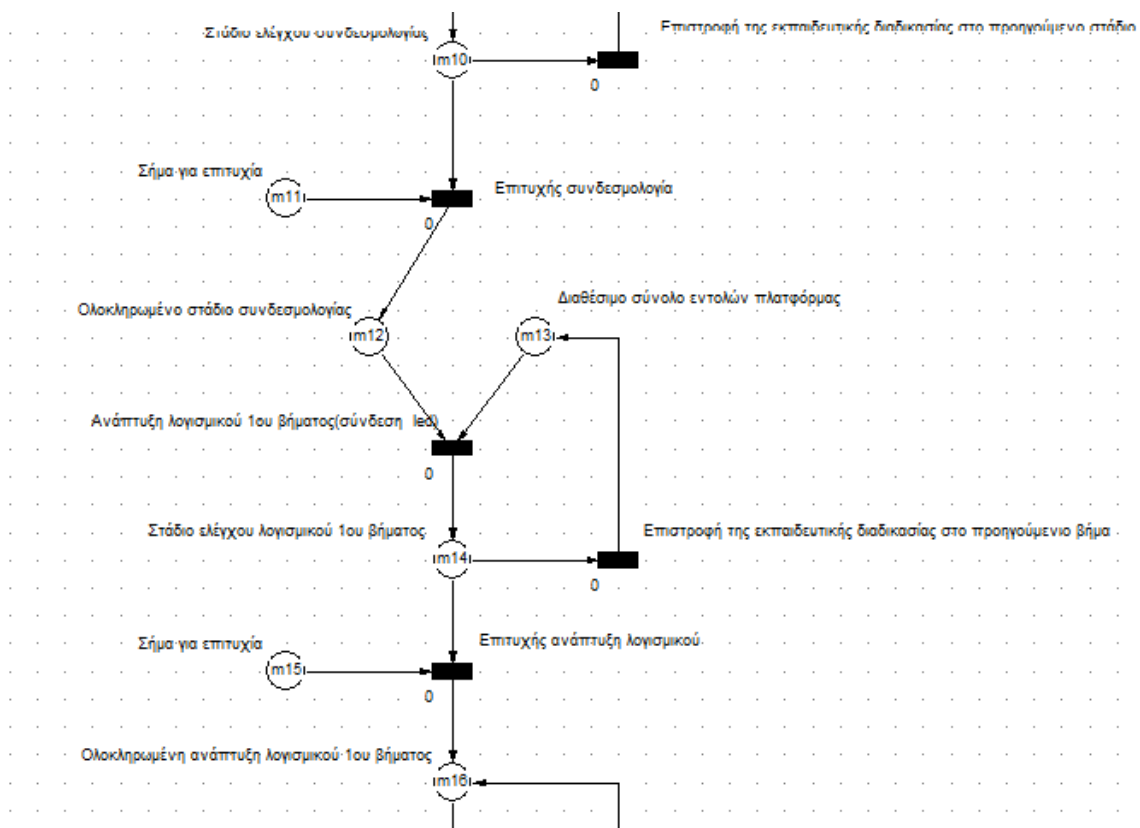 Στάδιο ελέγχου συνδεσμολογίας
Επιστροφή της εκπαιδευτικής διαδικασίας στο προηγούμενο στάδιο
m10
0
Σήμα για επιτυχία
Επιτυχής συνδεσμολογία
m11
0
Ολοκληρωμένο στάδιο συνδεσμολογίας
Διαθέσιμο σύνολο εντολών πλατφόρμας
m12
m13
Ανάπτυξη λογισμικού 1ου βήματος(σύνδεση led)
0
Στάδιο ελέγχου λογισμικού 1ου βήματος
Επιστροφή της εκπαιδευτικής διαδικασίας στο προηγούμενιο βήμα
m14
0
Σήμα για επιτυχία
Επιτυχής ανάπτυξη λογισμικού
m15
0
Ολοκληρωμένη ανάπτυξη λογισμικού 1ου βήματος
m16